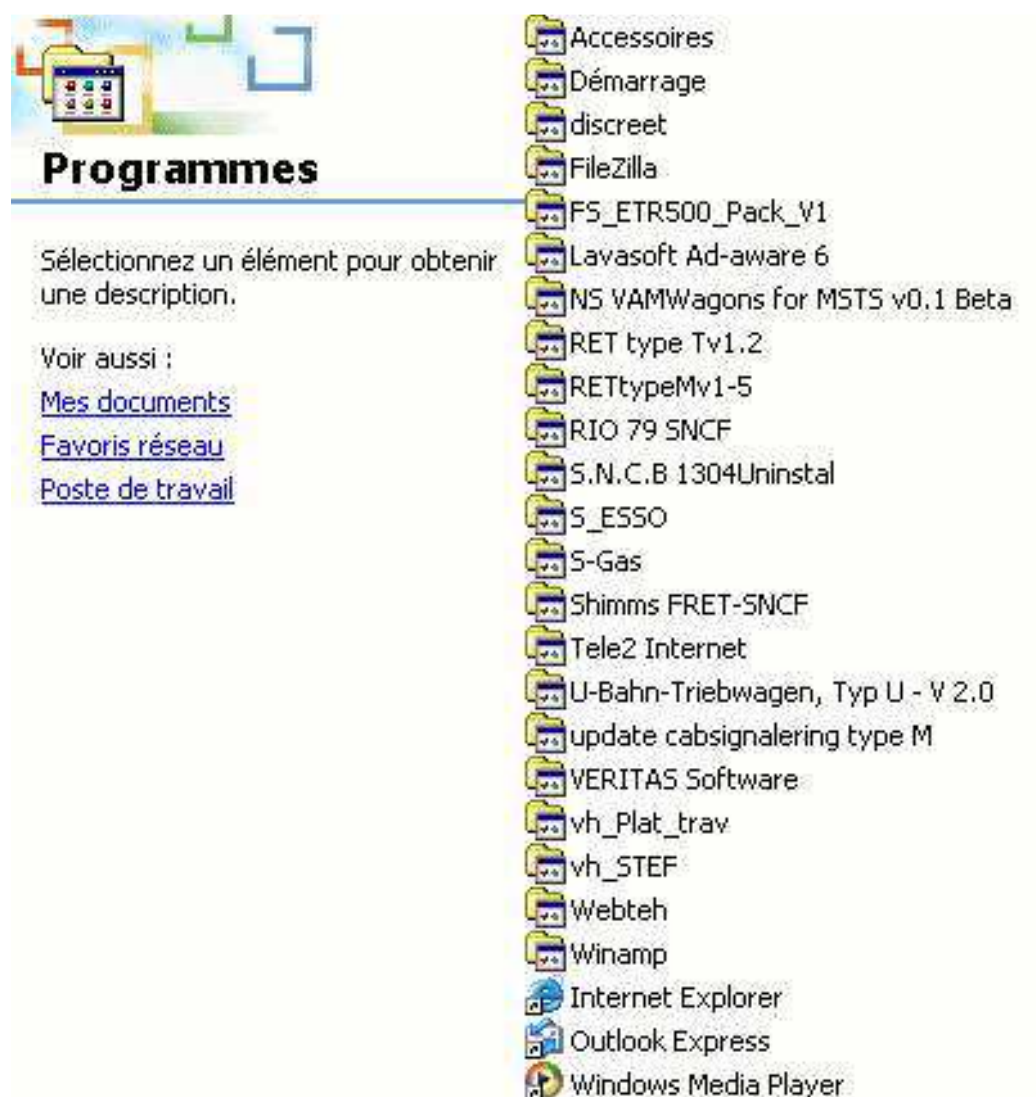 Programmes
Sélectionnez un élément pour obtenir
une description.
Voir aussi :
Mes documents
Favoris réseau
Poste de travail
Accessoires
Démarrage
discreet
FileZilla
FS_ETR500_Pack_V1
Lavasoft Ad-aware 6
NS VAMWagons for MSTS v0.1 Beta
RET type Tv1.2
RETtypeMv1-5
RIO 79 SNCF
S.N.C.B 1304Uninstal
S_ESSO
S-Gas
Shimms FRET-SNCF
Tele2 Internet
U-Bahn-Triebwagen, Typ U - V 2.0
update cabsignalering type M
VERITAS Software
vh_Plat_trav
vh_STEF
Webteh
Winamp
Internet Explorer
Outlook Express
Windows Media Player